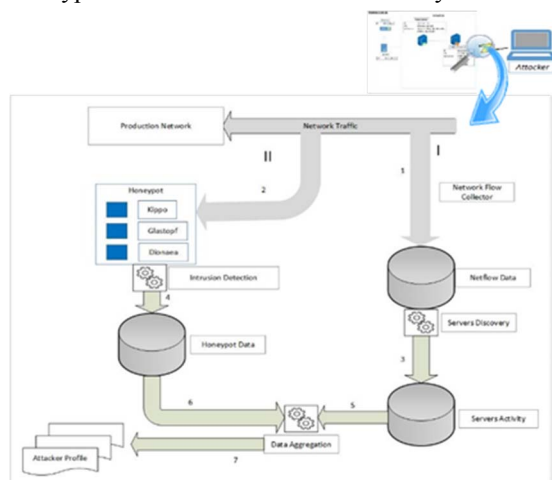 Attacker
Production Network
Network Traffic
II
I
2
1
Honeypot
Kippo
Glastopf
Dionaea
Network Flow
Collector
Intrusion Detection
Netflow Data
4
Servers Discovery
3
Honeypot Data
6
5
Servers Activity
Data Aggregation
7
Attacker Profile